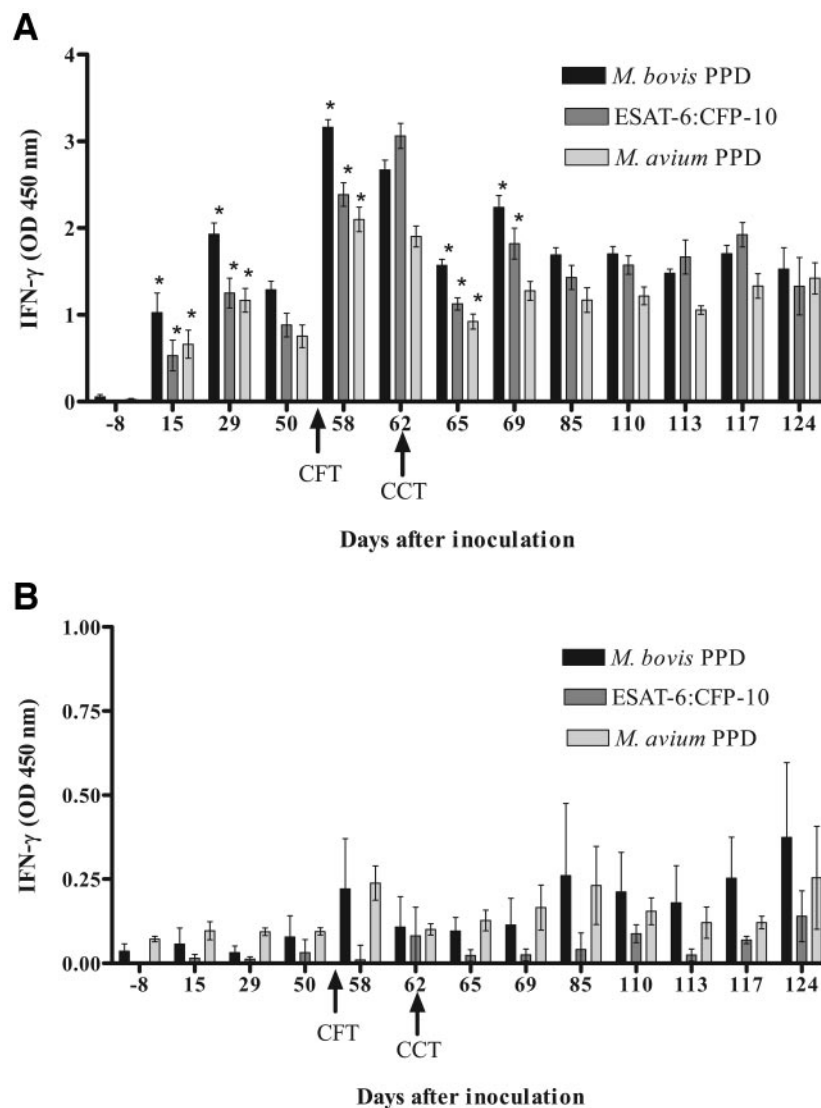 A
4
3
2
1
0
IFN-γ (OD 450 nm)
M. bovis PPD
ESAT-6:CFP-10
M. avium PPD
*
* * *
* * *
* * *
* * *
* *
-8 15 29 50 58 62 65 69 85 110 113 117 124
CFT
CCT
Days after inoculation
B
1.00
0.75
0.50
0.25
0.00
IFN-γ (OD 450 nm)
M. bovis PPD
ESAT-6:CFP-10
M. avium PPD
-8 15 29 50 58 62 65 69 85 110 113 117 124
CFT
CCT
Days after inoculation